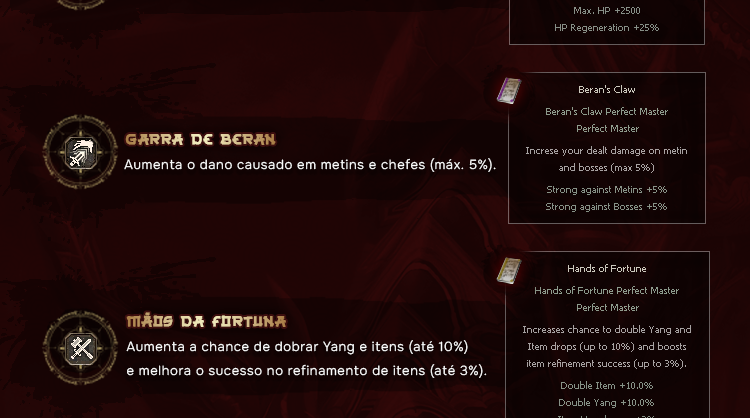 Max. HP +2500
HP Regeneration +25%
GARRA DE BERAN
Aumenta o dano causado em metins e chefes (máx. 5%).
Beran's Claw
Beran's Claw Perfect Master
Perfect Master
Increse your dealt damage on metin
and bosses (max 5%)
Strong against Metins +5%
Strong against Bosses +5%
MÃOS DA FORTUNA
Aumenta a chance de dobrar Yang e itens (até 10%)
e melhora o sucesso no refinamento de itens (até 3%).
Hands of Fortune
Hands of Fortune Perfect Master
Perfect Master
Increases chance to double Yang and
Item drops (up to 10%) and boosts
item refinement success (up to 3%).
Double Item +10.0%
Double Yang +10.0%